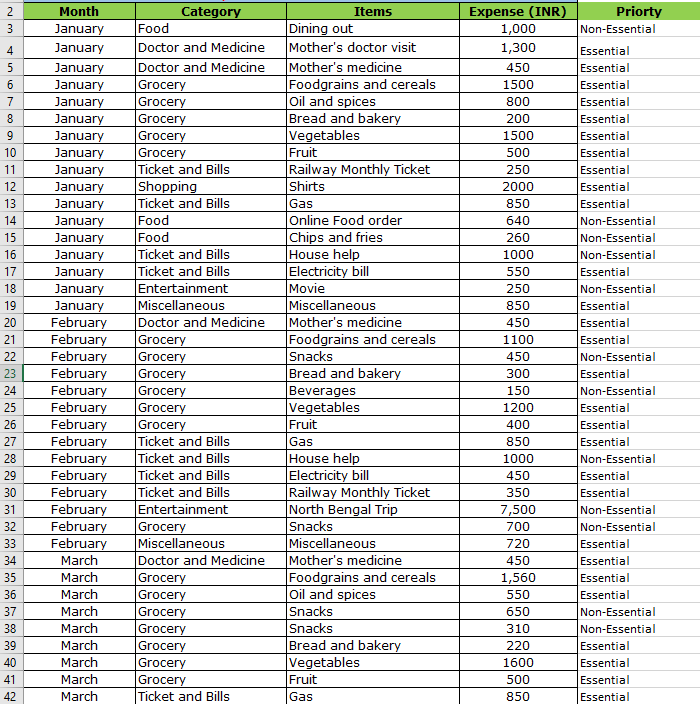 2 Month Category Items Expense (INR) Priorty
3 January Food Dining out 1,000 Non-Essential
4 January Doctor and Medicine Mother's doctor visit 1,300 Essential
5 January Doctor and Medicine Mother's medicine 450 Essential
6 January Grocery Foodgrains and cereals 1500 Essential
7 January Grocery Oil and spices 800 Essential
8 January Grocery Bread and bakery 200 Essential
9 January Grocery Vegetables 1500 Essential
10 January Grocery Fruit 500 Essential
11 January Ticket and Bills Railway Monthly Ticket 250 Essential
12 January Shopping Shirts 2000 Essential
13 January Ticket and Bills Gas 850 Essential
14 January Food Online Food order 640 Non-Essential
15 January Food Chips and fries 260 Non-Essential
16 January Ticket and Bills House help 1000 Non-Essential
17 January Ticket and Bills Electricity bill 550 Essential
18 January Entertainment Movie 250 Non-Essential
19 January Miscellaneous Miscellaneous 850 Essential
20 February Doctor and Medicine Mother's medicine 450 Essential
21 February Grocery Foodgrains and cereals 1100 Essential
22 February Grocery Snacks 450 Non-Essential
23 February Grocery Bread and bakery 300 Essential
24 February Grocery Beverages 150 Non-Essential
25 February Grocery Vegetables 1200 Essential
26 February Grocery Fruit 400 Essential
27 February Ticket and Bills Gas 850 Essential
28 February Ticket and Bills House help 1000 Non-Essential
29 February Ticket and Bills Electricity bill 450 Essential
30 February Ticket and Bills Railway Monthly Ticket 350 Essential
31 February Entertainment North Bengal Trip 7,500 Non-Essential
32 February Grocery Snacks 700 Non-Essential
33 February Miscellaneous Miscellaneous 720 Essential
34 March Doctor and Medicine Mother's medicine 450 Essential
35 March Grocery Foodgrains and cereals 1,560 Essential
36 March Grocery Oil and spices 550 Essential
37 March Grocery Snacks 650 Non-Essential
38 March Grocery Snacks 310 Non-Essential
39 March Grocery Bread and bakery 220 Essential
40 March Grocery Vegetables 1600 Essential
41 March Grocery Fruit 500 Essential
42 March Ticket and Bills Gas 850 Essential